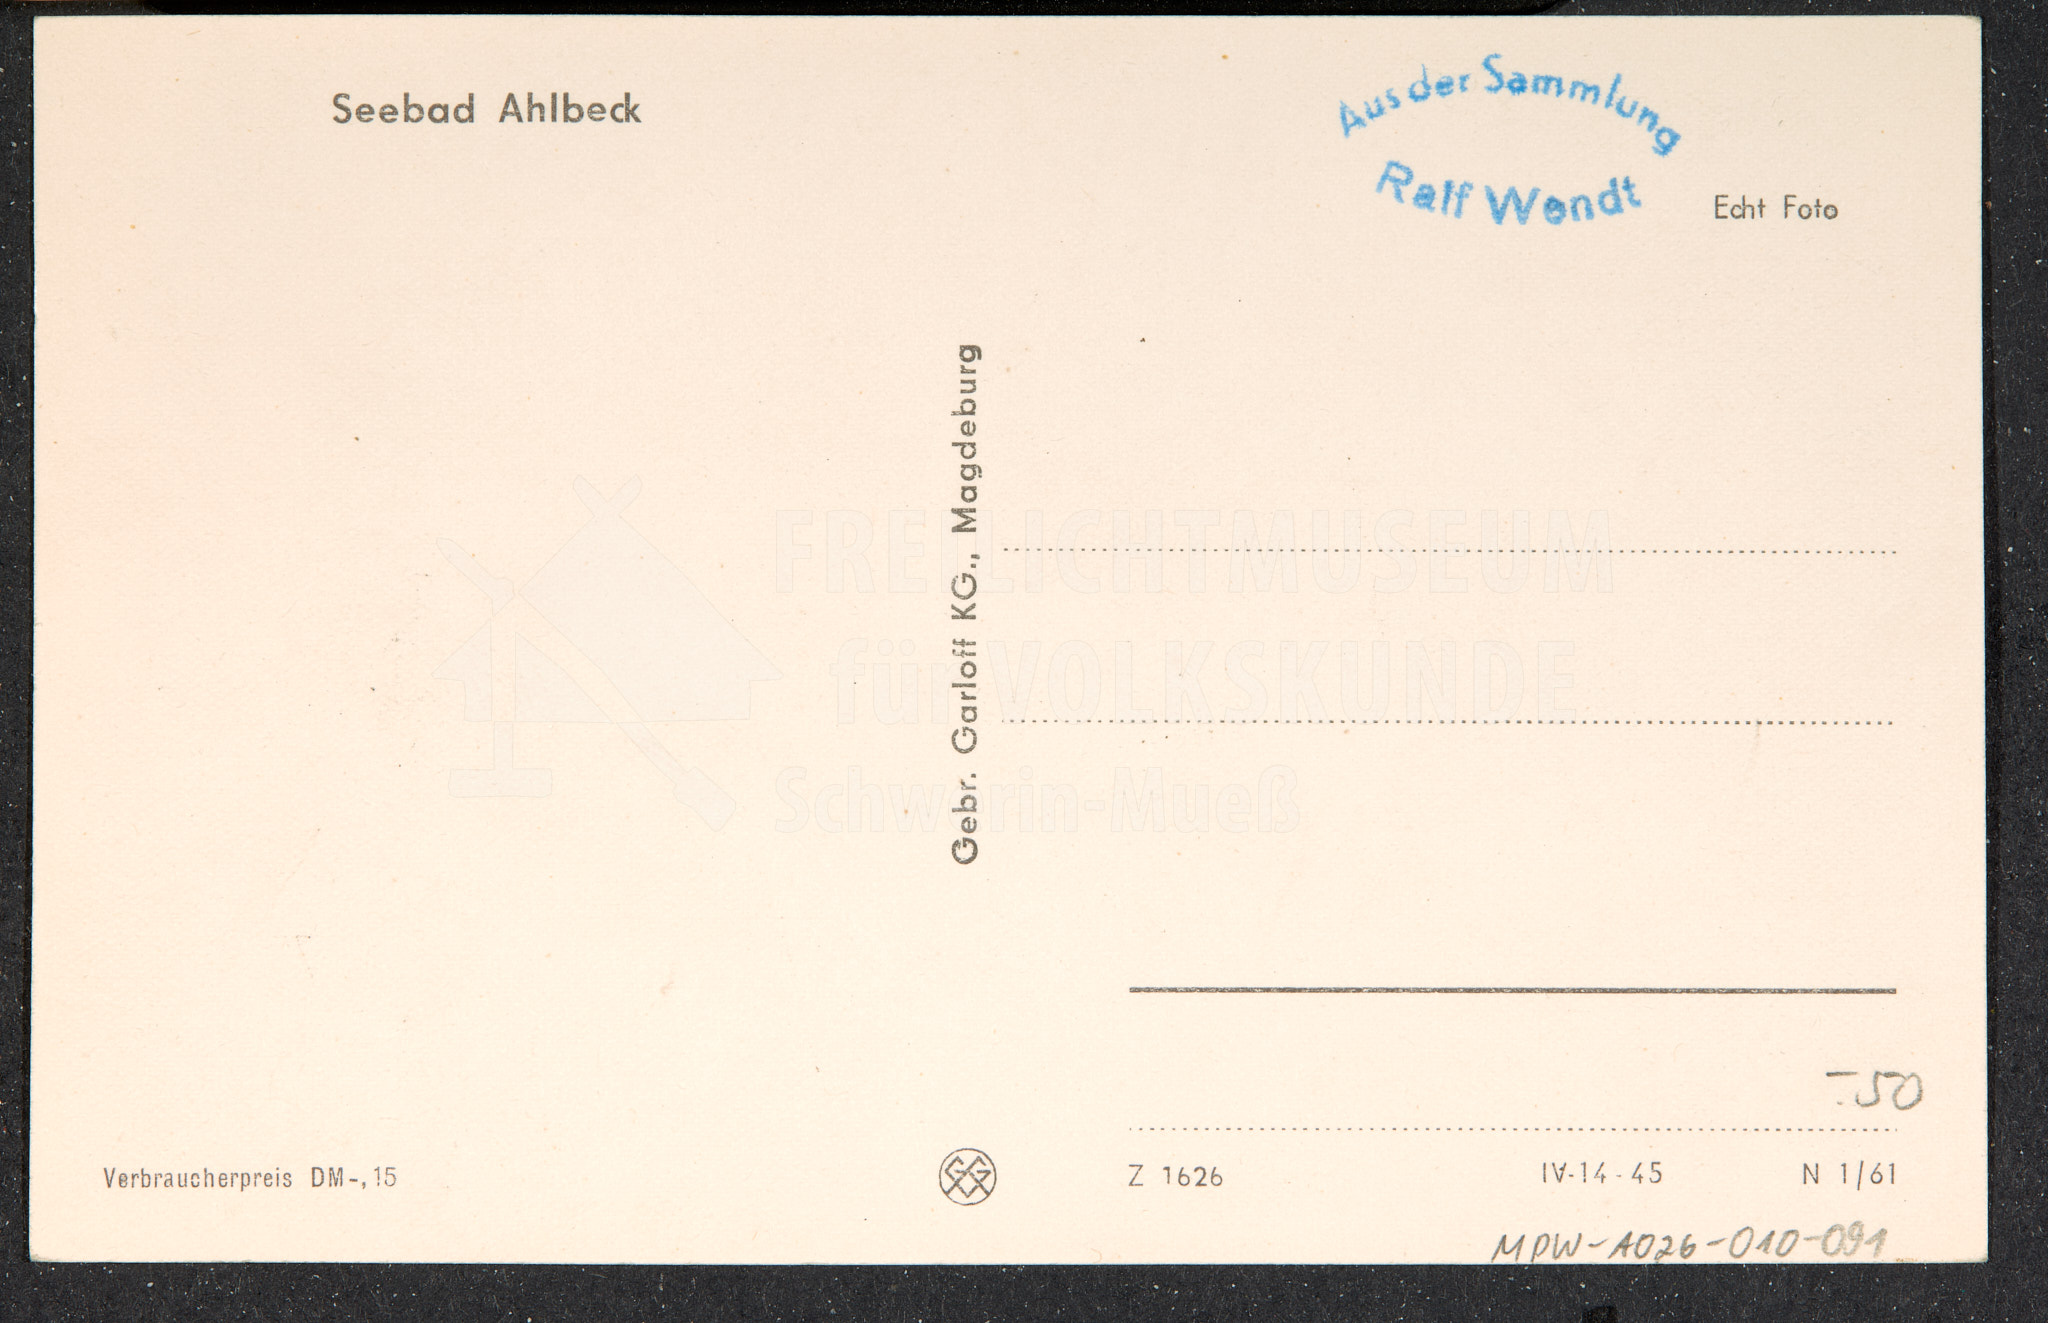 Seebad Ahlbeck
Aus der Sammlung
Ralf Wendt
Echt Foto
Gebr. Garloff KG., Magdeburg
FREILICHTMUSEUM
für VOLKSKUNDE
Schwerin-Mueß
-.50
Verbraucherpreis DM-,15
Z 1626
IV-14-45
N 1/61
MPW-A026-010-091